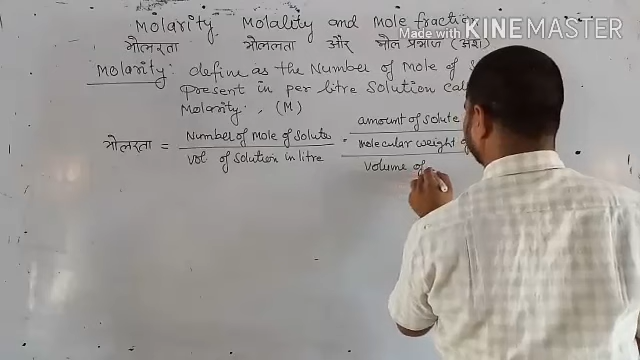 Molarity, Molality and Mole fraction
Made with KINEMASTER
मोलरता मोललता और मोल प्रभाज (अंश)
Molarity: define as the Number of Mole of
present in per litre solution
Molarity., (M)
मोलरता = Number of Mole of solute / vol of solution in litre = amount of solute / Molecular weight of / volume of